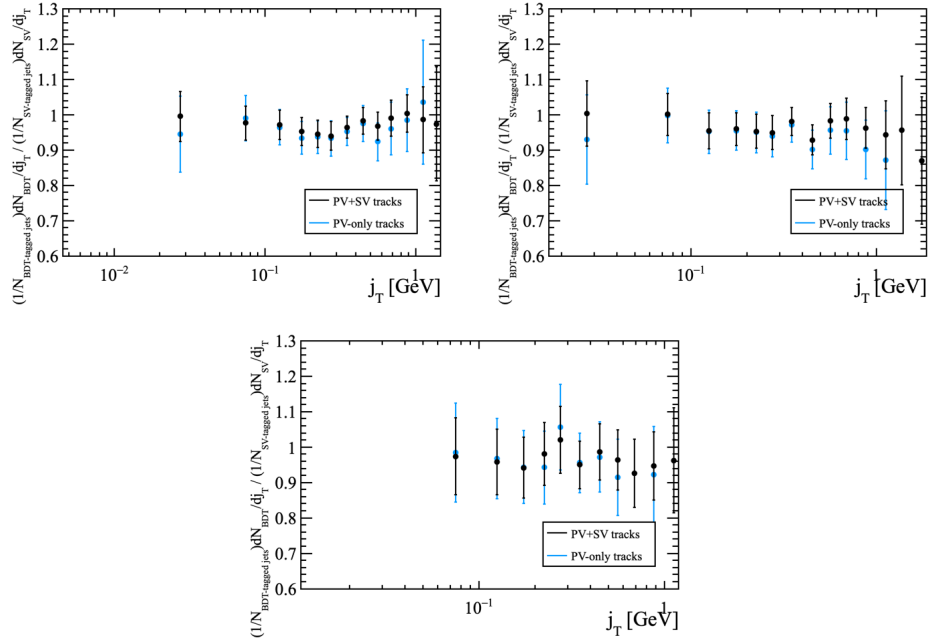 (1/N_BDT-tagged jets)dN_BDT/dj_T / (1/N_SV-tagged jets)dN_SV/dj_T
1.3
1.2
1.1
1
0.9
0.8
0.7
0.6
PV+SV tracks
PV-only tracks
10⁻²
10⁻¹
1
j_T [GeV]
(1/N_BDT-tagged jets)dN_BDT/dj_T / (1/N_SV-tagged jets)dN_SV/dj_T
1.3
1.2
1.1
1
0.9
0.8
0.7
0.6
PV+SV tracks
PV-only tracks
10⁻¹
1
j_T [GeV]
(1/N_BDT-tagged jets)dN_BDT/dj_T / (1/N_SV-tagged jets)dN_SV/dj_T
1.3
1.2
1.1
1
0.9
0.8
0.7
0.6
PV+SV tracks
PV-only tracks
10⁻¹
1
j_T [GeV]